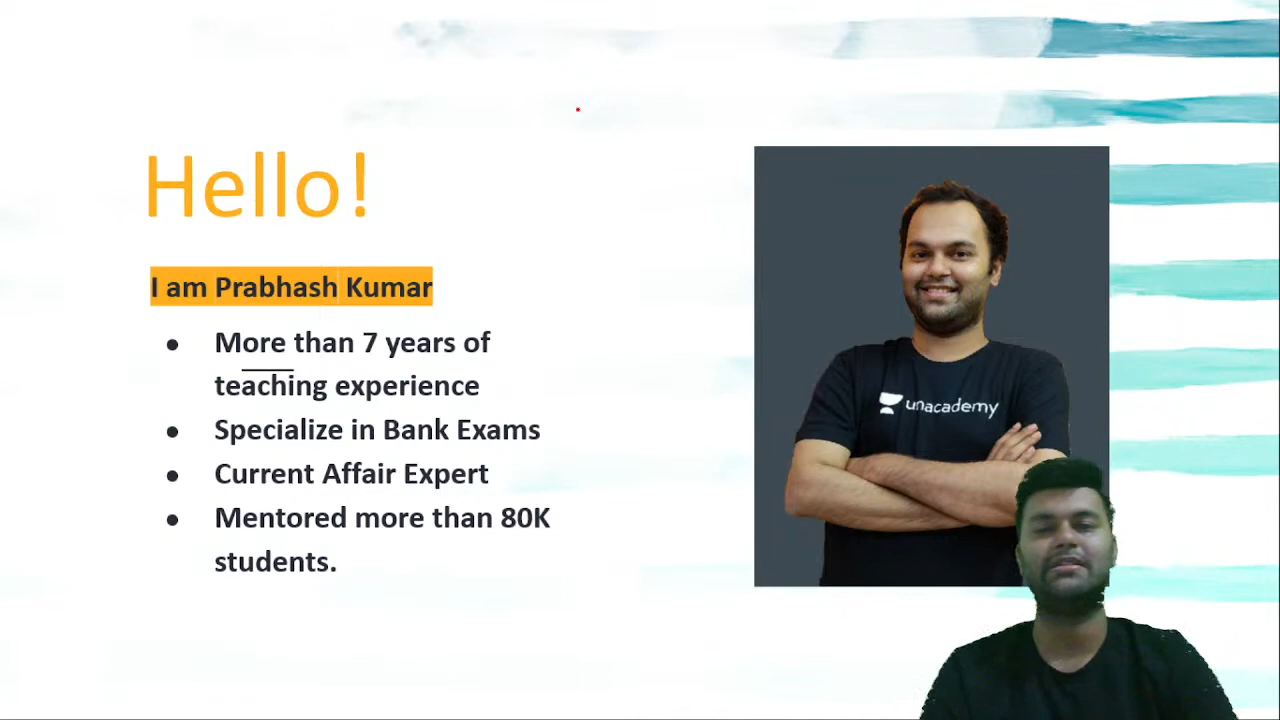 Hello!
I am Prabhash Kumar
● More than 7 years of
teaching experience
● Specialize in Bank Exams
● Current Affair Expert
● Mentored more than 80K
students.
unacademy